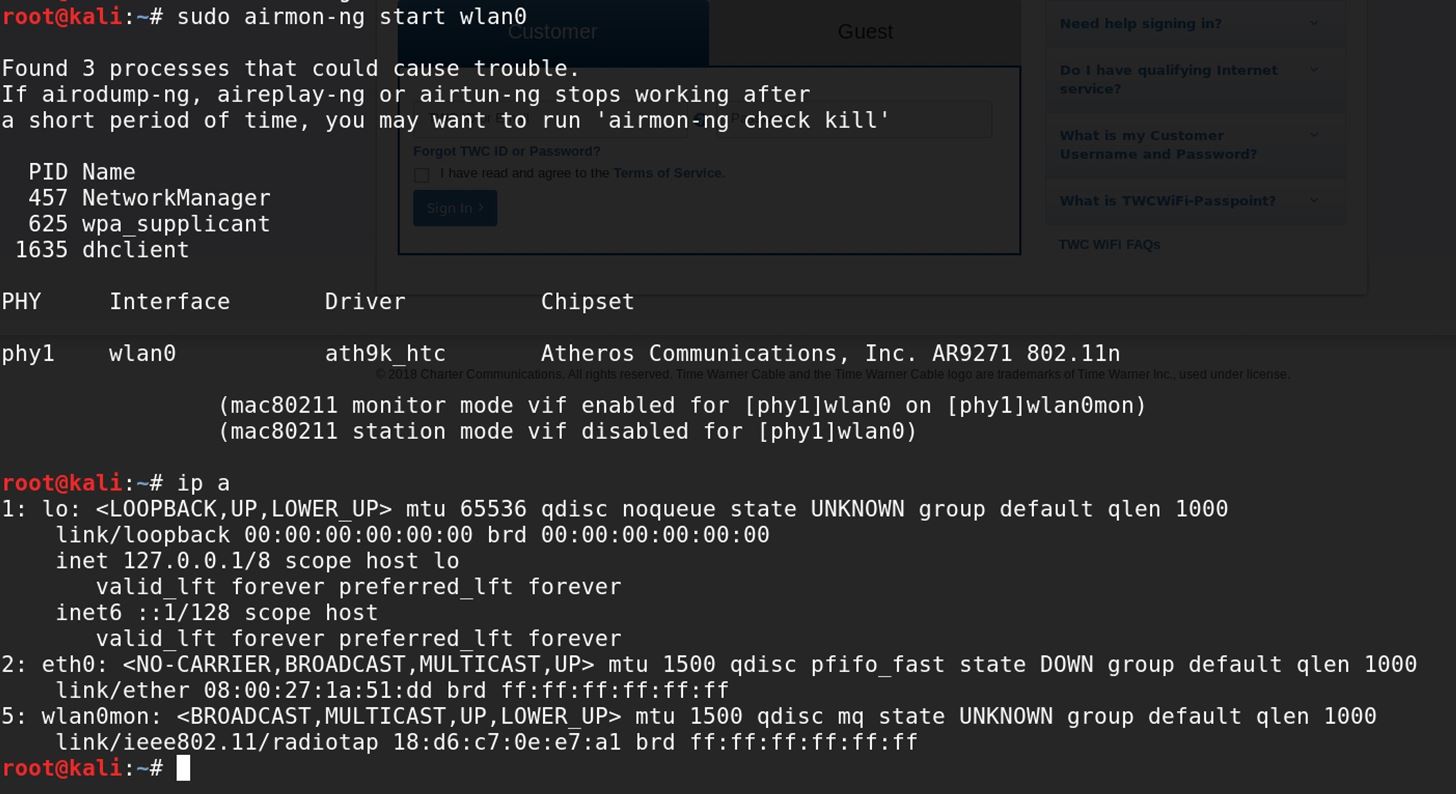 root@kali:~# sudo airmon-ng start wlan0
Customer
Guest
Need help signing in?
Found 3 processes that could cause trouble.
If airodump-ng, aireplay-ng or airtun-ng stops working after
a short period of time, you may want to run 'airmon-ng check kill'
Do I have qualifying Internet
service?
What is my Customer
Username and Password?
What is TWCWiFi-Passpoint?
TWC WiFi FAQs
Forgot TWC ID or Password?
I have read and agree to the Terms of Service.
Sign In
PID Name
457 NetworkManager
625 wpa_supplicant
1635 dhclient
PHY Interface Driver Chipset
phy1 wlan0 ath9k_htc Atheros Communications, Inc. AR9271 802.11n
© 2018 Charter Communications. All rights reserved. Time Warner Cable and the Time Warner Cable logo are trademarks of Time Warner Inc., used under license.
(mac80211 monitor mode vif enabled for [phy1]wlan0 on [phy1]wlan0mon)
(mac80211 station mode vif disabled for [phy1]wlan0)
root@kali:~# ip a
1: lo: <LOOPBACK,UP,LOWER_UP> mtu 65536 qdisc noqueue state UNKNOWN group default qlen 1000
link/loopback 00:00:00:00:00:00 brd 00:00:00:00:00:00
inet 127.0.0.1/8 scope host lo
valid_lft forever preferred_lft forever
inet6 ::1/128 scope host
valid_lft forever preferred_lft forever
2: eth0: <NO-CARRIER,BROADCAST,MULTICAST,UP> mtu 1500 qdisc pfifo_fast state DOWN group default qlen 1000
link/ether 08:00:27:1a:51:dd brd ff:ff:ff:ff:ff:ff
5: wlan0mon: <BROADCAST,MULTICAST,UP,LOWER_UP> mtu 1500 qdisc mq state UNKNOWN group default qlen 1000
link/ieee802.11/radiotap 18:d6:c7:0e:e7:a1 brd ff:ff:ff:ff:ff:ff
root@kali:~#